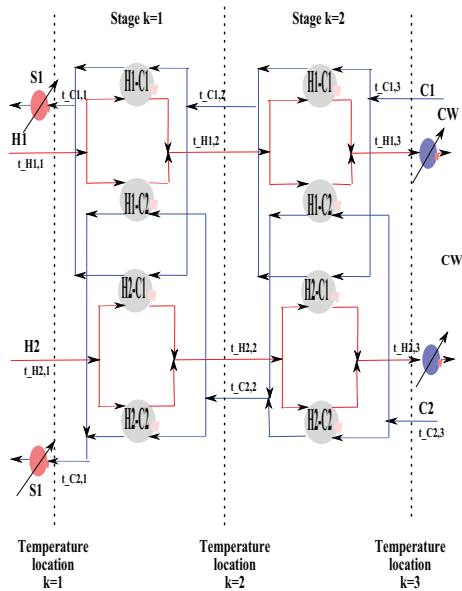 Stage k=1
Stage k=2
S1
t_C1,1
H1-C1
t_C1,2
H1-C1
t_C1,3
C1
CW
H1
t_H1,1
t_H1,2
t_H1,3
H1-C2
H1-C2
CW
H2-C1
H2-C1
H2
t_H2,1
t_H2,2
t_H2,3
t_C2,2
H2-C2
H2-C2
C2
t_C2,3
t_C2,1
S1
Temperature
location
k=1
Temperature
location
k=2
Temperature
location
k=3